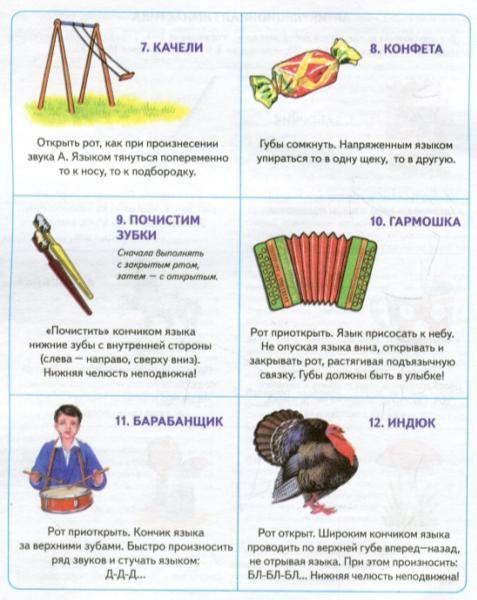 7. КАЧЕЛИ
Открыть рот, как при произнесении
звука А. Языком тянуться попеременно
то к носу, то к подбородку.
8. КОНФЕТА
Губы сомкнуть. Напряженным языком
упираться то в одну щеку, то в другую.
9. ПОЧИСТИМ
ЗУБКИ
Сначала выполнять
с закрытым ртом,
затем — с открытым.
«Почистить» кончиком языка
нижние зубы с внутренней стороны
(слева — направо, сверху вниз).
Нижняя челюсть неподвижна!
10. ГАРМОШКА
Рот приоткрыть. Язык присосать к небу.
Не опуская языка вниз, открывать и
закрывать рот, растягивая подъязычную
связку. Губы должны быть в улыбке!
11. БАРАБАНЩИК
Рот приоткрыть. Кончик языка
за верхними зубами. Быстро произносить
ряд звуков и стучать языком:
Д-Д-Д...
12. ИНДЮК
Рот открыт. Широким кончиком языка
проводить по верхней губе вперед—назад,
не отрывая языка. При этом произносить:
БЛ-БЛ-БЛ... Нижняя челюсть неподвижна!